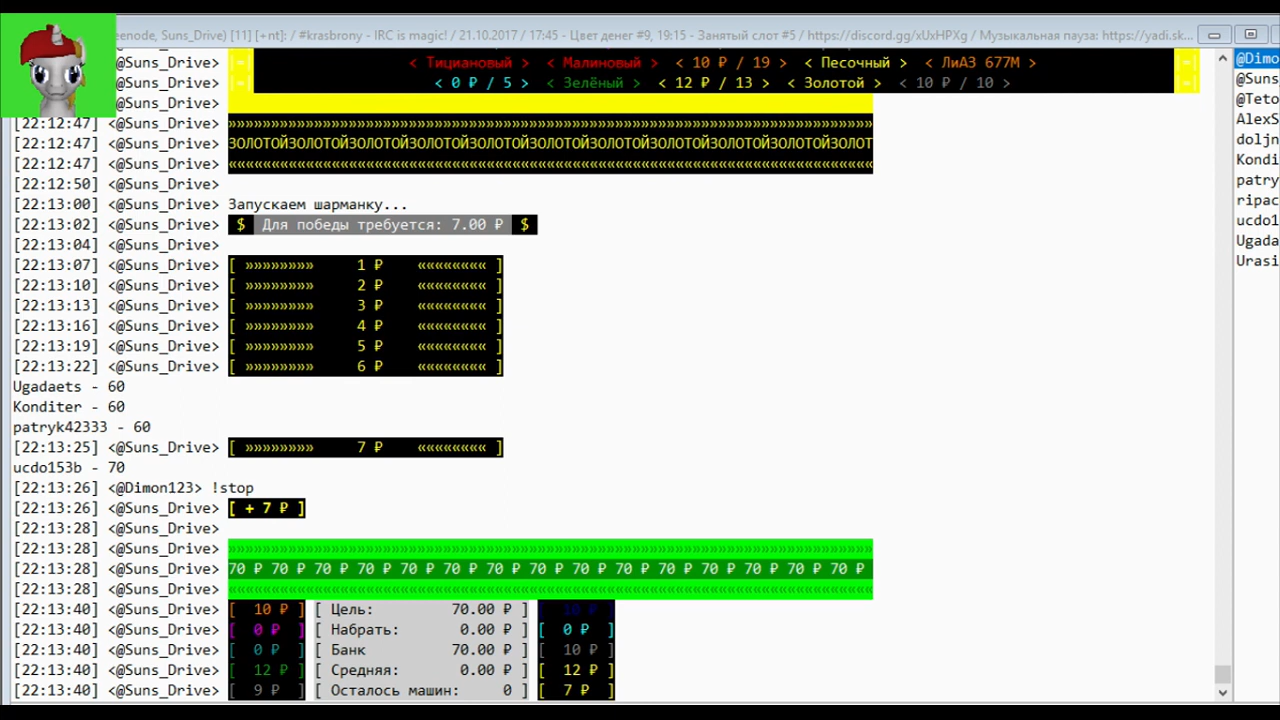 eenode, Suns_Drive) [11] [+nt]: / #krasbrony - IRC is magic! / 21.10.2017 / 17:45 - Цвет денег #9, 19:15 - Занятый слот #5 / https://discord.gg/xUxHPXg / Музыкальная пауза: https://yadi.sk...
@Suns_Drive> < Тициановый > < Малиновый > < 10 ₽ / 19 > < Песочный > < ЛиАЗ 677М >
@Suns_Drive> < 0 ₽ / 5 > < Зелёный > < 12 ₽ / 13 > < Золотой > < 10 ₽ / 10 >
@Suns_Drive>
[22:12:47] <@Suns_Drive> »»»»»»»»»»»»»»»»»»»»»»»»»»»»»»»»»»»»»»»»»»»»»»»»»»»»»»»»»»»»»»»»»»»»»»»»»»»
[22:12:47] <@Suns_Drive> ЗОЛОТОЙЗОЛОТОЙЗОЛОТОЙЗОЛОТОЙЗОЛОТОЙЗОЛОТОЙЗОЛОТОЙЗОЛОТОЙЗОЛОТОЙЗОЛОТОЙЗОЛОТ
[22:12:47] <@Suns_Drive> «««««««««««««««««««««««««««««««««««««««««««««««««««««««««««««««««««««««««««
[22:12:50] <@Suns_Drive>
[22:13:00] <@Suns_Drive> Запускаем шарманку...
[22:13:02] <@Suns_Drive> $ Для победы требуется: 7.00 ₽ $
[22:13:04] <@Suns_Drive>
[22:13:07] <@Suns_Drive> [ »»»»»»»» 1 ₽ «««««««« ]
[22:13:10] <@Suns_Drive> [ »»»»»»»» 2 ₽ «««««««« ]
[22:13:13] <@Suns_Drive> [ »»»»»»»» 3 ₽ «««««««« ]
[22:13:16] <@Suns_Drive> [ »»»»»»»» 4 ₽ «««««««« ]
[22:13:19] <@Suns_Drive> [ »»»»»»»» 5 ₽ «««««««« ]
[22:13:22] <@Suns_Drive> [ »»»»»»»» 6 ₽ «««««««« ]
Ugadaets - 60
Konditer - 60
patryk42333 - 60
[22:13:25] <@Suns_Drive> [ »»»»»»»» 7 ₽ «««««««« ]
ucdo153b - 70
[22:13:26] <@Dimon123> !stop
[22:13:26] <@Suns_Drive> [ + 7 ₽ ]
[22:13:28] <@Suns_Drive>
[22:13:28] <@Suns_Drive> »»»»»»»»»»»»»»»»»»»»»»»»»»»»»»»»»»»»»»»»»»»»»»»»»»»»»»»»»»»»»»»»»»»»»»»»»»»
[22:13:28] <@Suns_Drive> 70 ₽ 70 ₽ 70 ₽ 70 ₽ 70 ₽ 70 ₽ 70 ₽ 70 ₽ 70 ₽ 70 ₽ 70 ₽ 70 ₽ 70 ₽ 70 ₽ 70 ₽
[22:13:28] <@Suns_Drive> «««««««««««««««««««««««««««««««««««««««««««««««««««««««««««««««««««««««««««
[22:13:40] <@Suns_Drive> [ 10 ₽ ] [ Цель: 70.00 ₽ ] [ 10 ₽ ]
[22:13:40] <@Suns_Drive> [ 0 ₽ ] [ Набрать: 0.00 ₽ ] [ 0 ₽ ]
[22:13:40] <@Suns_Drive> [ 0 ₽ ] [ Банк 70.00 ₽ ] [ 10 ₽ ]
[22:13:40] <@Suns_Drive> [ 12 ₽ ] [ Средняя: 0.00 ₽ ] [ 12 ₽ ]
[22:13:40] <@Suns_Drive> [ 9 ₽ ] [ Осталось машин: 0 ] [ 7 ₽ ]
@Dimo
@Suns
@Teto
AlexS
doljn
Kondi
patry
ripac
ucdo1
Ugada
Urasi